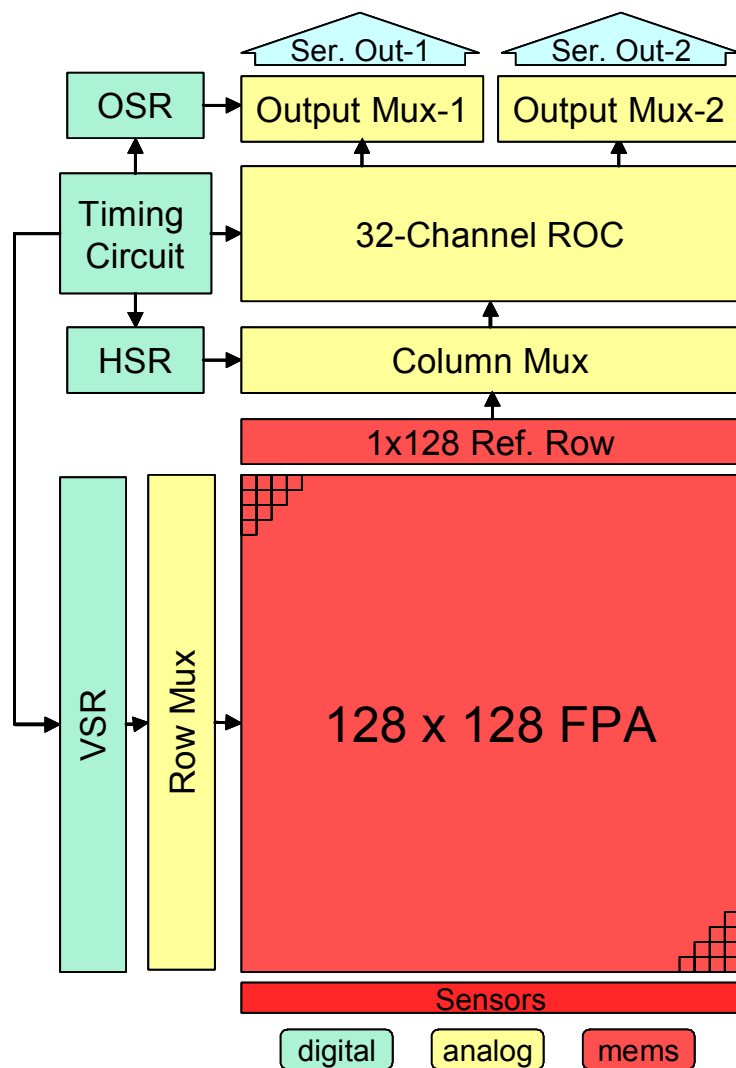 Ser. Out-1
Ser. Out-2
OSR
Output Mux-1
Output Mux-2
Timing
Circuit
32-Channel ROC
HSR
Column Mux
1x128 Ref. Row
VSR
Row Mux
128 x 128 FPA
Sensors
digital
analog
mems